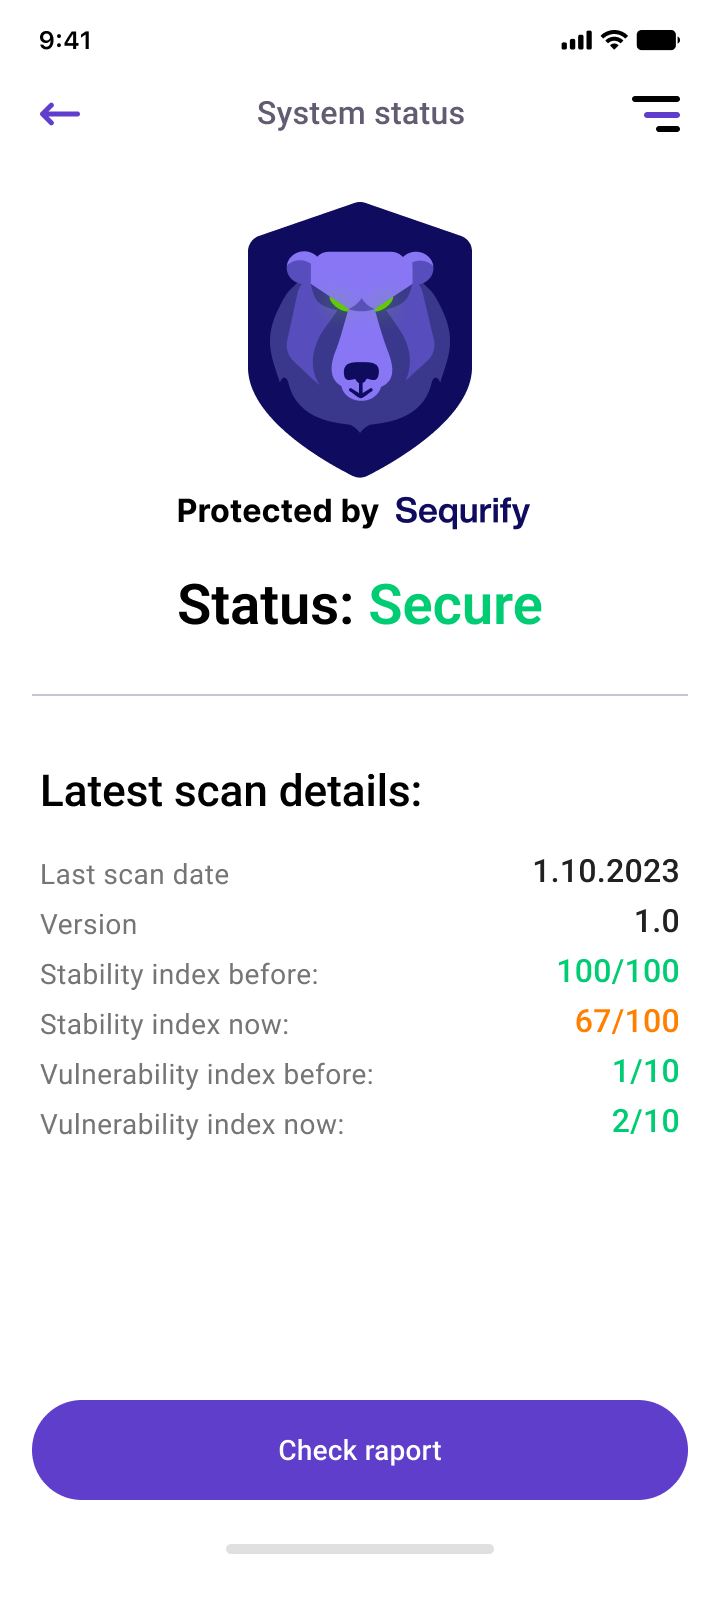 9:41
System status
Protected by Sequrify
Status: Secure
Latest scan details:
Last scan date 1.10.2023
Version 1.0
Stability index before: 100/100
Stability index now: 67/100
Vulnerability index before: 1/10
Vulnerability index now: 2/10
Check raport